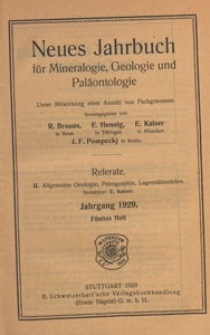 Neues Jahrbuch
für Mineralogie, Geologie und
Paläontologie
Unter Mitwirkung einer Anzahl von Fachgenossen
herausgegeben von
R. Brauns, E. Hennig, E. Kaiser
in Bonn in Tübingen in München
J. F. Pompeckj in Berlin.
Referate.
II. Allgemeine Geologie, Petrographie, Lagerstättenlehre.
Redaktion: E. Kaiser.
Jahrgang 1929.
Fünftes Heft
STUTTGART 1929
E. Schweizerbart'sche Verlagsbuchhandlung
(Erwin Nägele) G. m. b. H.